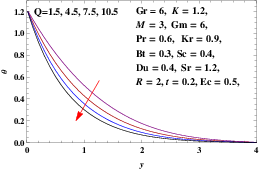 Q=1.5, 4.5, 7.5, 10.5
Gr = 6, K = 1.2,
M = 3, Gm = 6,
Pr = 0.6, Kr = 0.9,
Bt = 0.3, Sc = 0.4,
Du = 0.4, Sr = 1.2,
R = 2, t = 0.2, Ec = 0.5,
1.2
1.0
0.8
0.6
0.4
0.2
0.0
θ
0
1
2
3
4
y